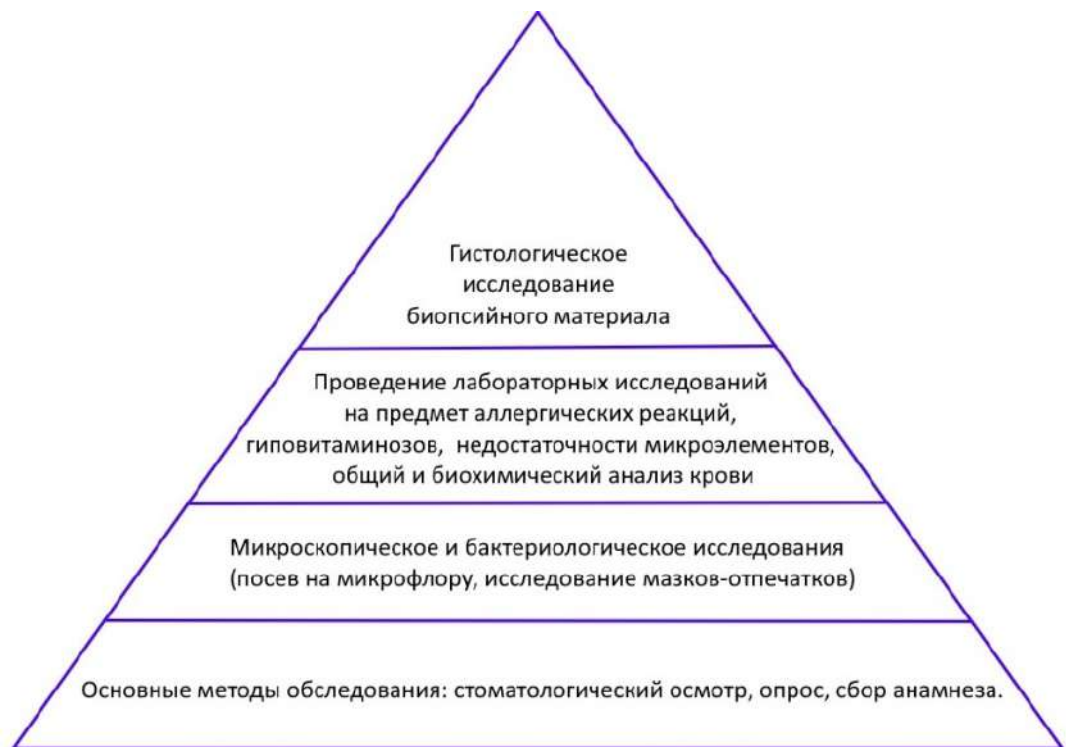 Гистологическое
исследование
биопсийного материала
Проведение лабораторных исследований
на предмет аллергических реакций,
гиповитаминозов, недостаточности микроэлементов,
общий и биохимический анализ крови
Микроскопическое и бактериологическое исследования
(посев на микрофлору, исследование мазков-отпечатков)
Основные методы обследования: стоматологический осмотр, опрос, сбор анамнеза.